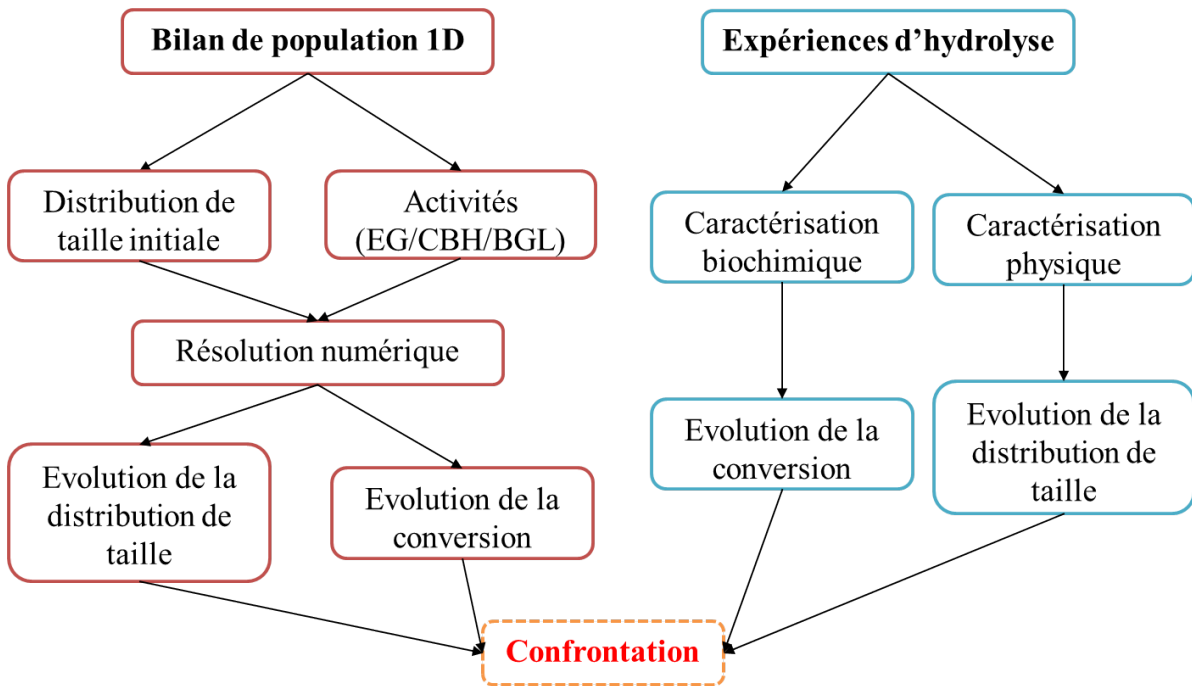 Bilan de population 1D
Expériences d'hydrolyse
Distribution de
taille initiale
Activités
(EG/CBH/BGL)
Caractérisation
biochimique
Caractérisation
physique
Résolution numérique
Evolution de la
distribution de
taille
Evolution de la
conversion
Evolution de la
conversion
Evolution de la
distribution de
taille
Confrontation